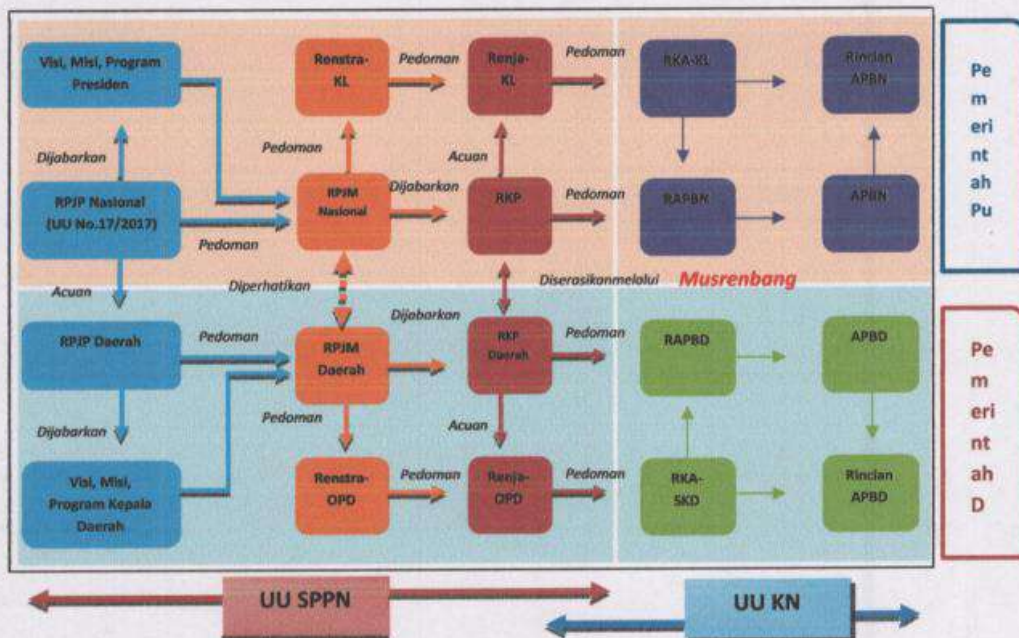 Visi, Misi, Program
Presiden
Renstra-
KL
Pedoman
Renja-
KL
Pedoman
RKA-KL
Rincian
APBN
Dijabarkan
Pedoman
Acuan
RPJP Nasional
(UU No.17/2017)
Pedoman
RPJM
Nasional
Dijabarkan
RKP
Pedoman
RAPBN
APBN
Pe
m
eri
nt
ah
Pu
Acuan
Diperhatikan
Diserasikanmelalui
Musrenbang
RPJP Daerah
Pedoman
RPJM
Daerah
Dijabarkan
RKP
Daerah
Pedoman
RAPBD
APBD
Dijabarkan
Pedoman
Acuan
Visi, Misi,
Program Kepala
Daerah
Renstra-
OPD
Pedoman
Renja-
OPD
Pedoman
RKA-
SKD
Rincian
APBD
Pe
m
eri
nt
ah
D
UU SPPN
UU KN